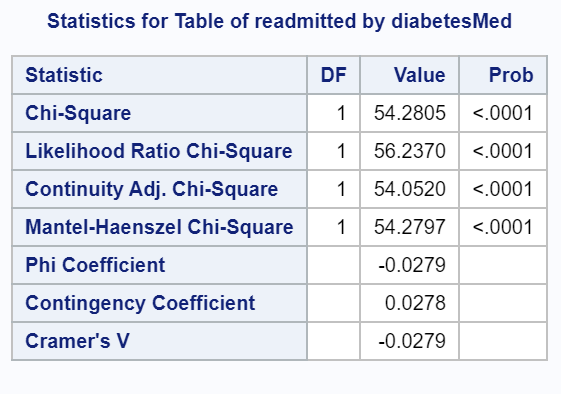 Statistics for Table of readmitted by diabetesMed
Statistic DF Value Prob
Chi-Square 1 54.2805 <.0001
Likelihood Ratio Chi-Square 1 56.2370 <.0001
Continuity Adj. Chi-Square 1 54.0520 <.0001
Mantel-Haenszel Chi-Square 1 54.2797 <.0001
Phi Coefficient -0.0279
Contingency Coefficient 0.0278
Cramer's V -0.0279